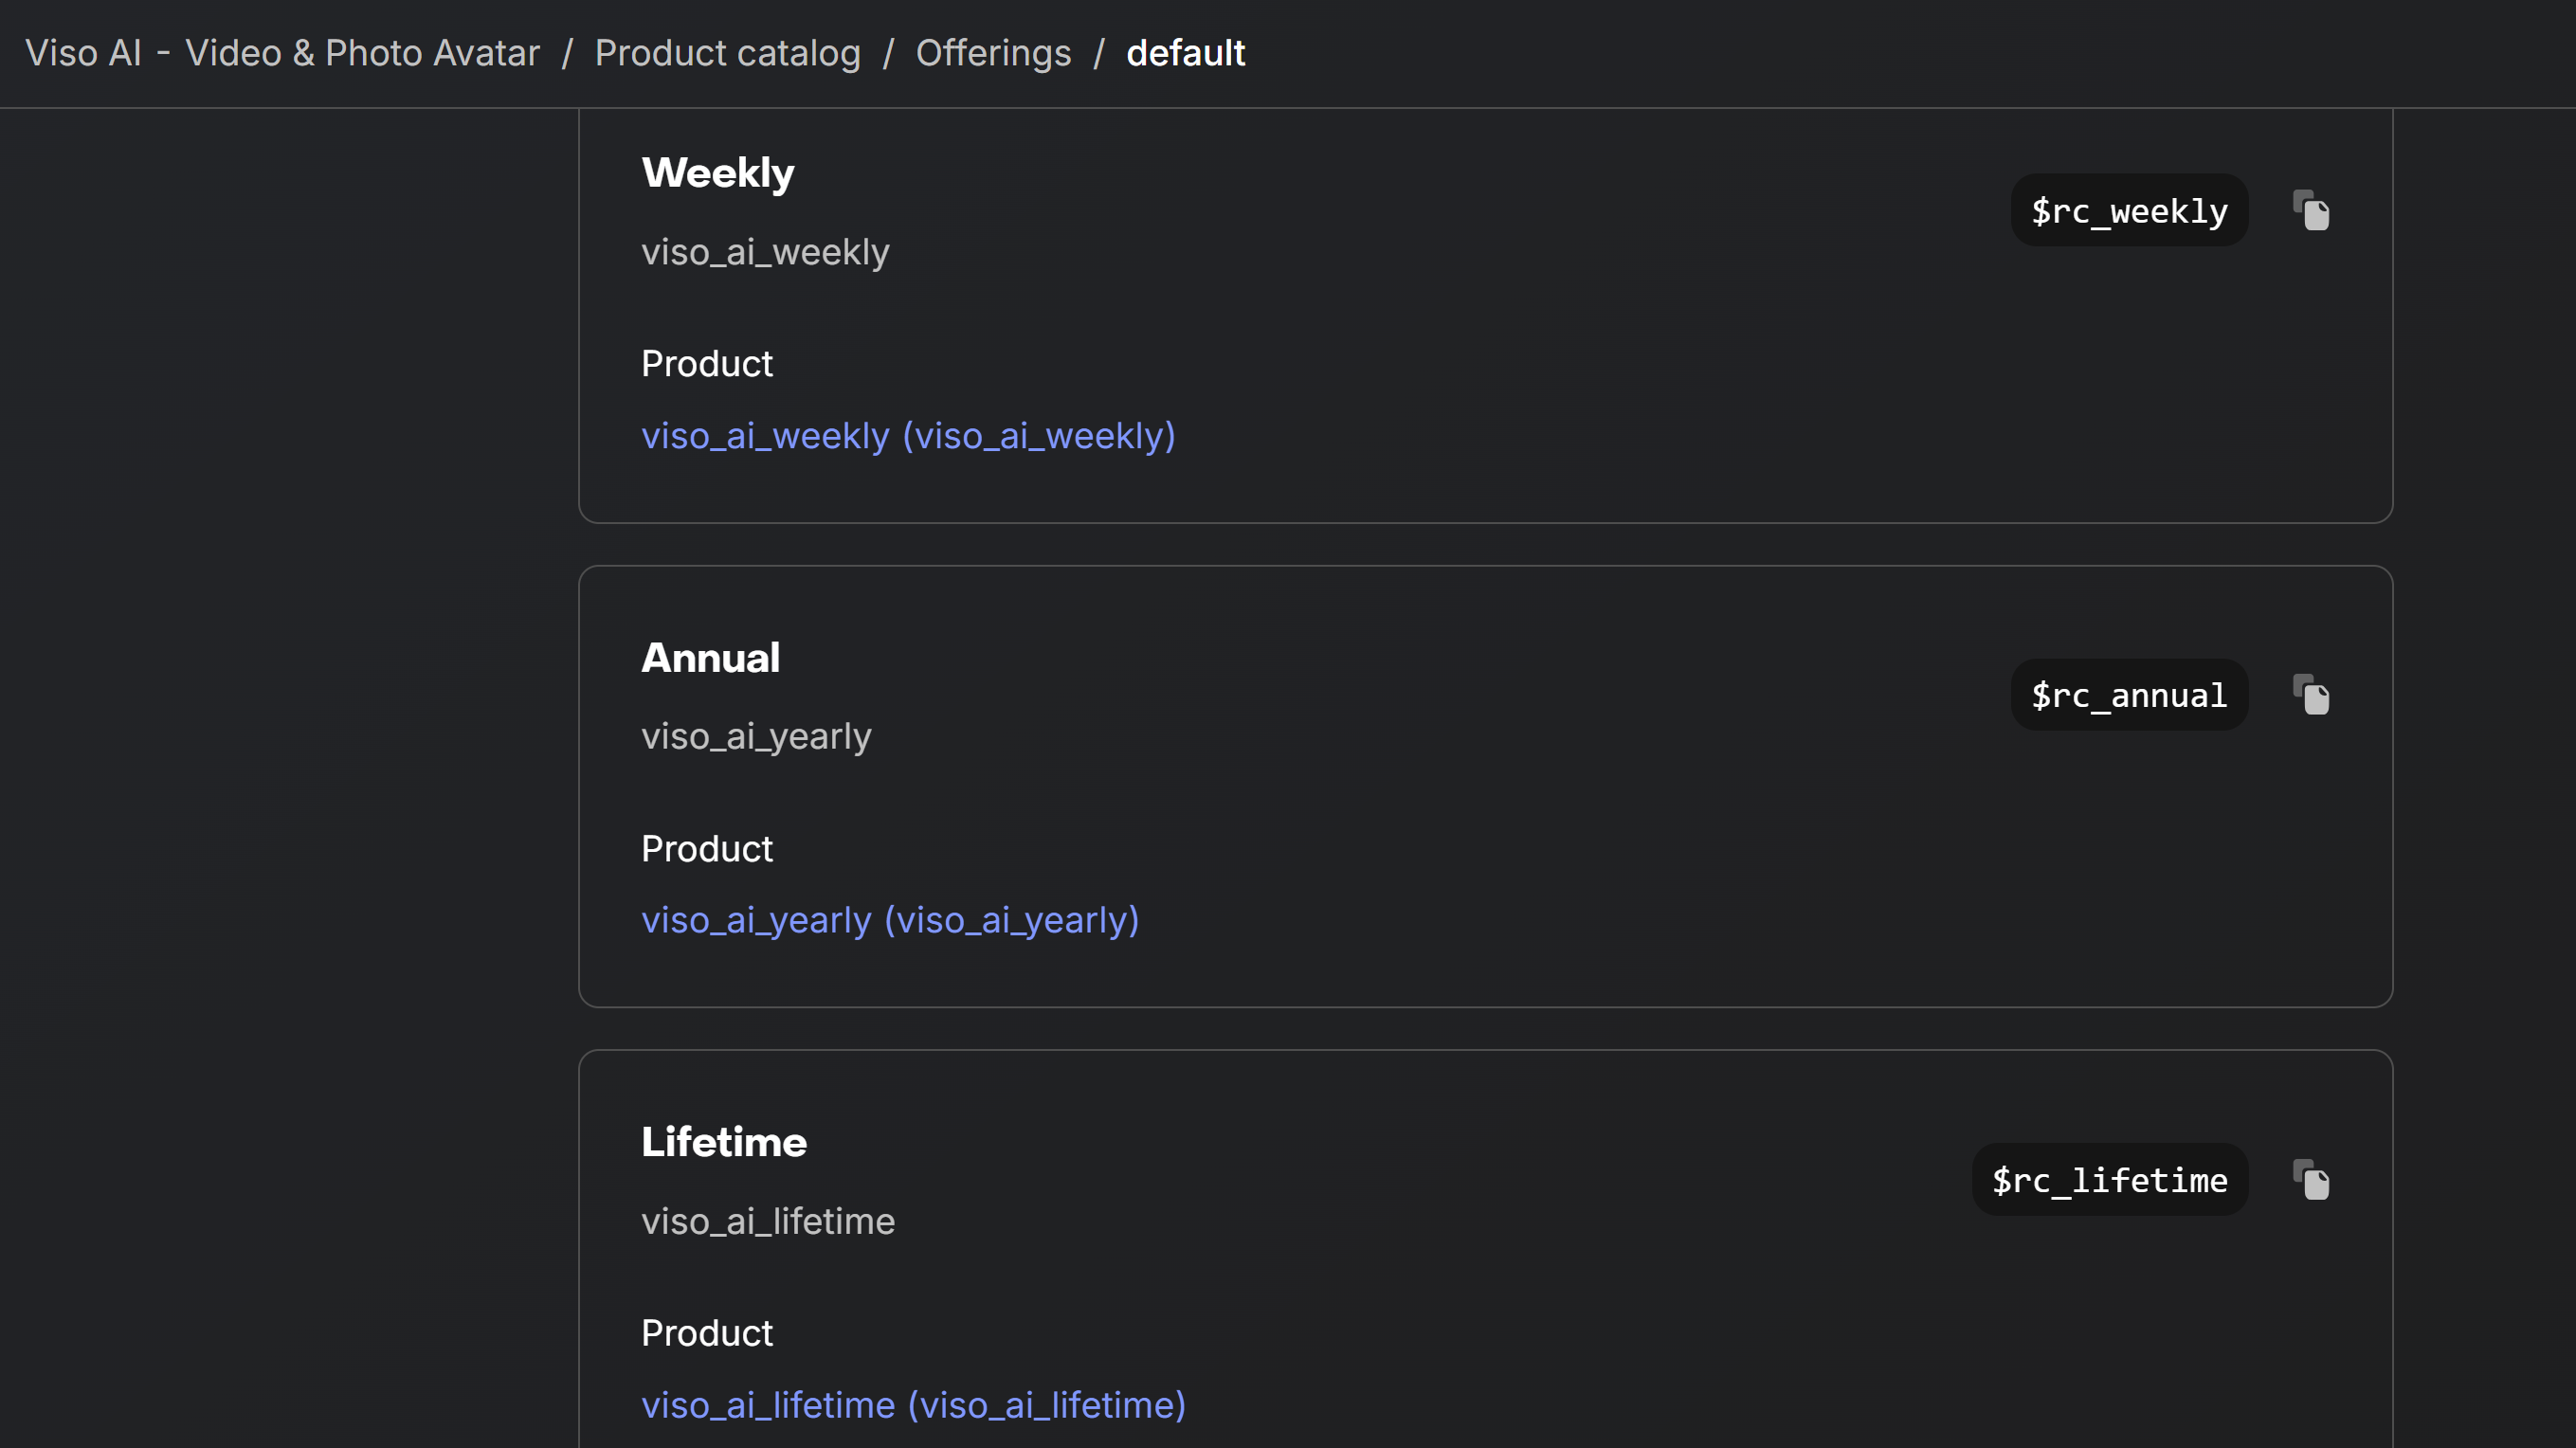 Viso AI - Video & Photo Avatar / Product catalog / Offerings / default
Weekly
$rc_weekly
viso_ai_weekly
Product
viso_ai_weekly (viso_ai_weekly)
Annual
$rc_annual
viso_ai_yearly
Product
viso_ai_yearly (viso_ai_yearly)
Lifetime
$rc_lifetime
viso_ai_lifetime
Product
viso_ai_lifetime (viso_ai_lifetime)